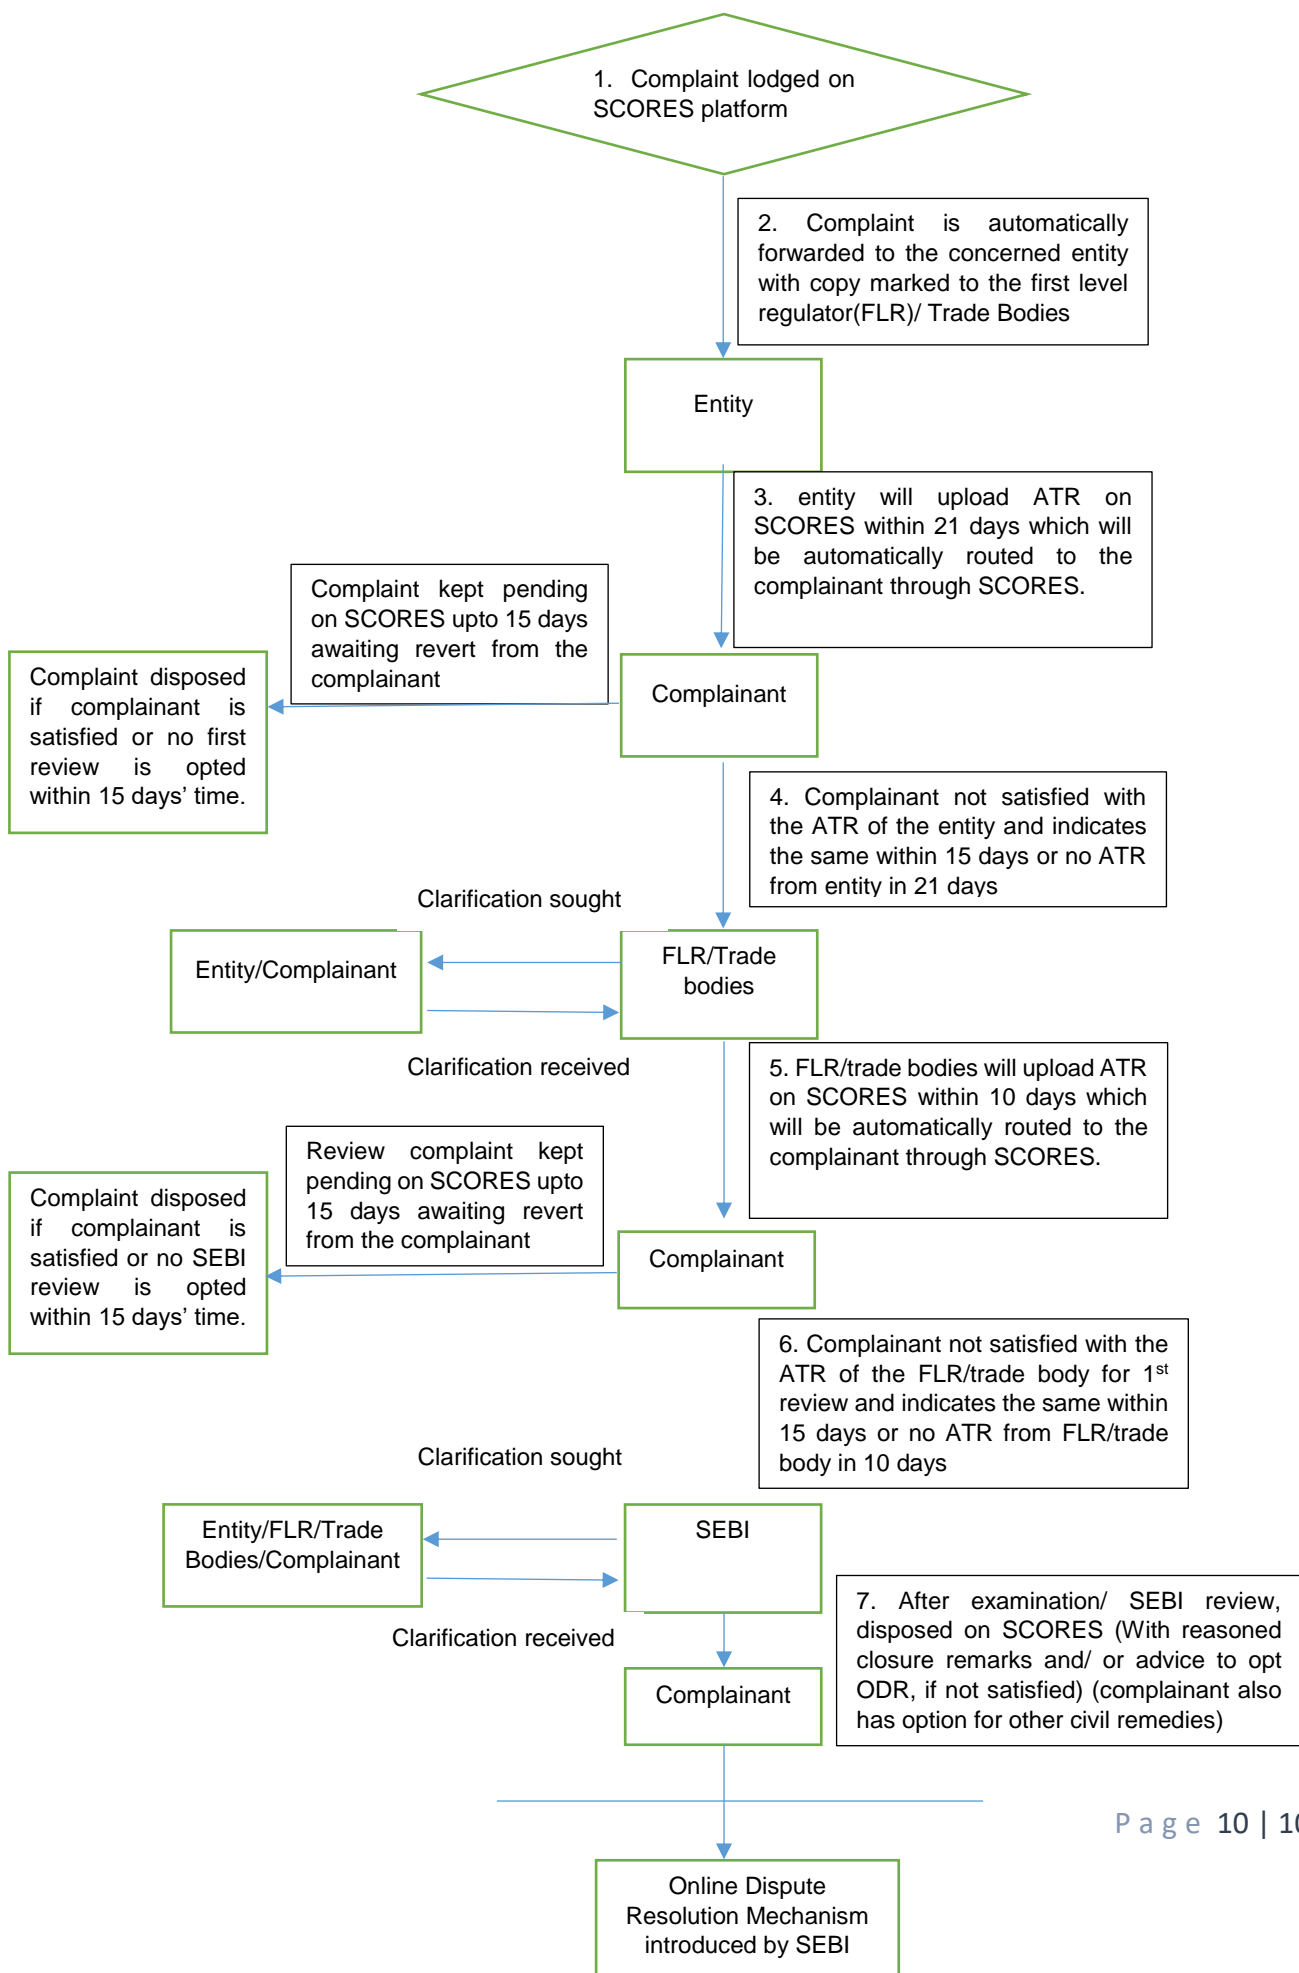 1. Complaint lodged on
SCORES platform
2. Complaint is automatically
forwarded to the concerned entity
with copy marked to the first level
regulator(FLR)/ Trade Bodies
Entity
3. entity will upload ATR on
SCORES within 21 days which will
be automatically routed to the
complainant through SCORES.
Complaint kept pending
on SCORES upto 15 days
awaiting revert from the
complainant
Complaint disposed
if complainant is
satisfied or no first
review is opted
within 15 days’ time.
Complainant
4. Complainant not satisfied with
the ATR of the entity and indicates
the same within 15 days or no ATR
from entity in 21 days
Clarification sought
Entity/Complainant
FLR/Trade
bodies
Clarification received
5. FLR/trade bodies will upload ATR
on SCORES within 10 days which
will be automatically routed to the
complainant through SCORES.
Review complaint kept
pending on SCORES upto
15 days awaiting revert
from the complainant
Complaint disposed
if complainant is
satisfied or no SEBI
review is opted
within 15 days’ time.
Complainant
6. Complainant not satisfied with the
ATR of the FLR/trade body for 1st
review and indicates the same within
15 days or no ATR from FLR/trade
body in 10 days
Clarification sought
Entity/FLR/Trade
Bodies/Complainant
SEBI
Clarification received
7. After examination/ SEBI review,
disposed on SCORES (With reasoned
closure remarks and/ or advice to opt
ODR, if not satisfied) (complainant also
has option for other civil remedies)
Complainant
Page 10 | 10
Online Dispute
Resolution Mechanism
introduced by SEBI